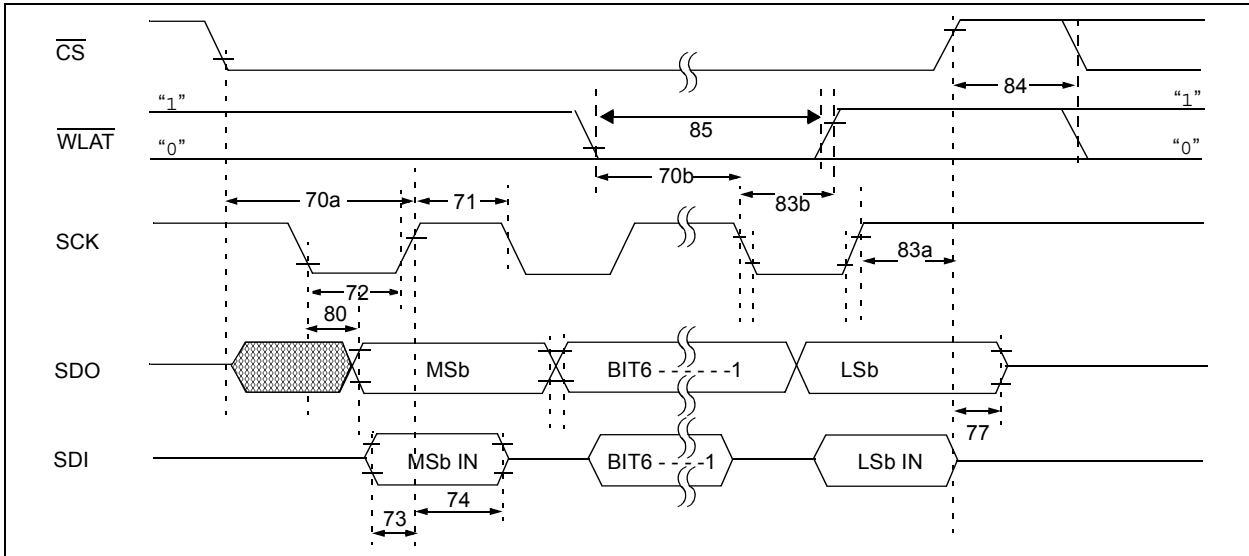 CS
84
"1"
"1"
85
WLAT
"0"
"0"
70b
70a
71
83b
SCK
83a
72
80
SDO
MSb
BIT6 - - - - - -1
LSb
77
SDI
MSb IN
BIT6 - - - - -1
LSb IN
74
73